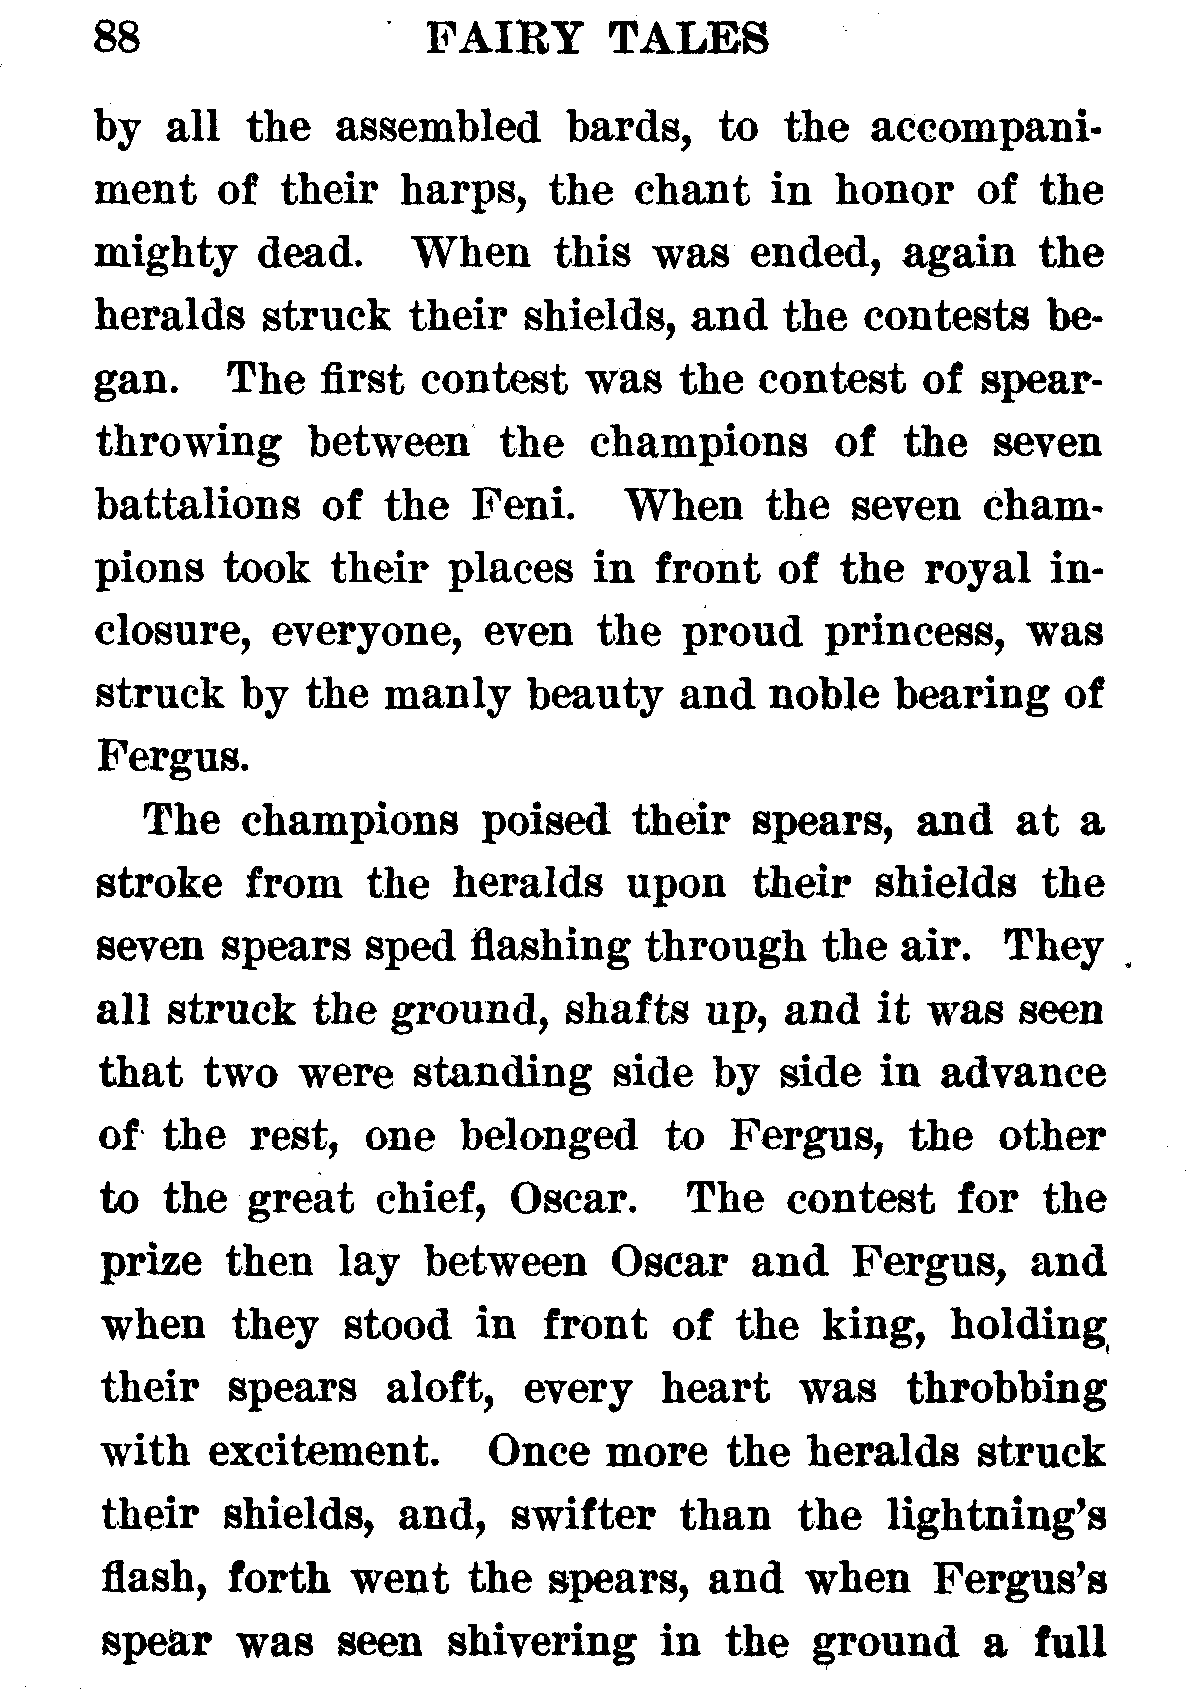 88 FAIRY TALES
by all the assembled bards, to the accompani-
ment of their harps, the chant in honor of the
mighty dead. When this was ended, again the
heralds struck their shields, and the contests be-
gan. The first contest was the contest of spear-
throwing between the champions of the seven
battalions of the Feni. When the seven cham-
pions took their places in front of the royal in-
closure, everyone, even the proud princess, was
struck by the manly beauty and noble bearing of
Fergus.
The champions poised their spears, and at a
stroke from the heralds upon their shields the
seven spears sped flashing through the air. They
all struck the ground, shafts up, and it was seen
that two were standing side by side in advance
of the rest, one belonged to Fergus, the other
to the great chief, Oscar. The contest for the
prize then lay between Oscar and Fergus, and
when they stood in front of the king, holding
their spears aloft, every heart was throbbing
with excitement. Once more the heralds struck
their shields, and, swifter than the lightning's
flash, forth went the spears, and when Fergus's
spear was seen shivering in the ground a full